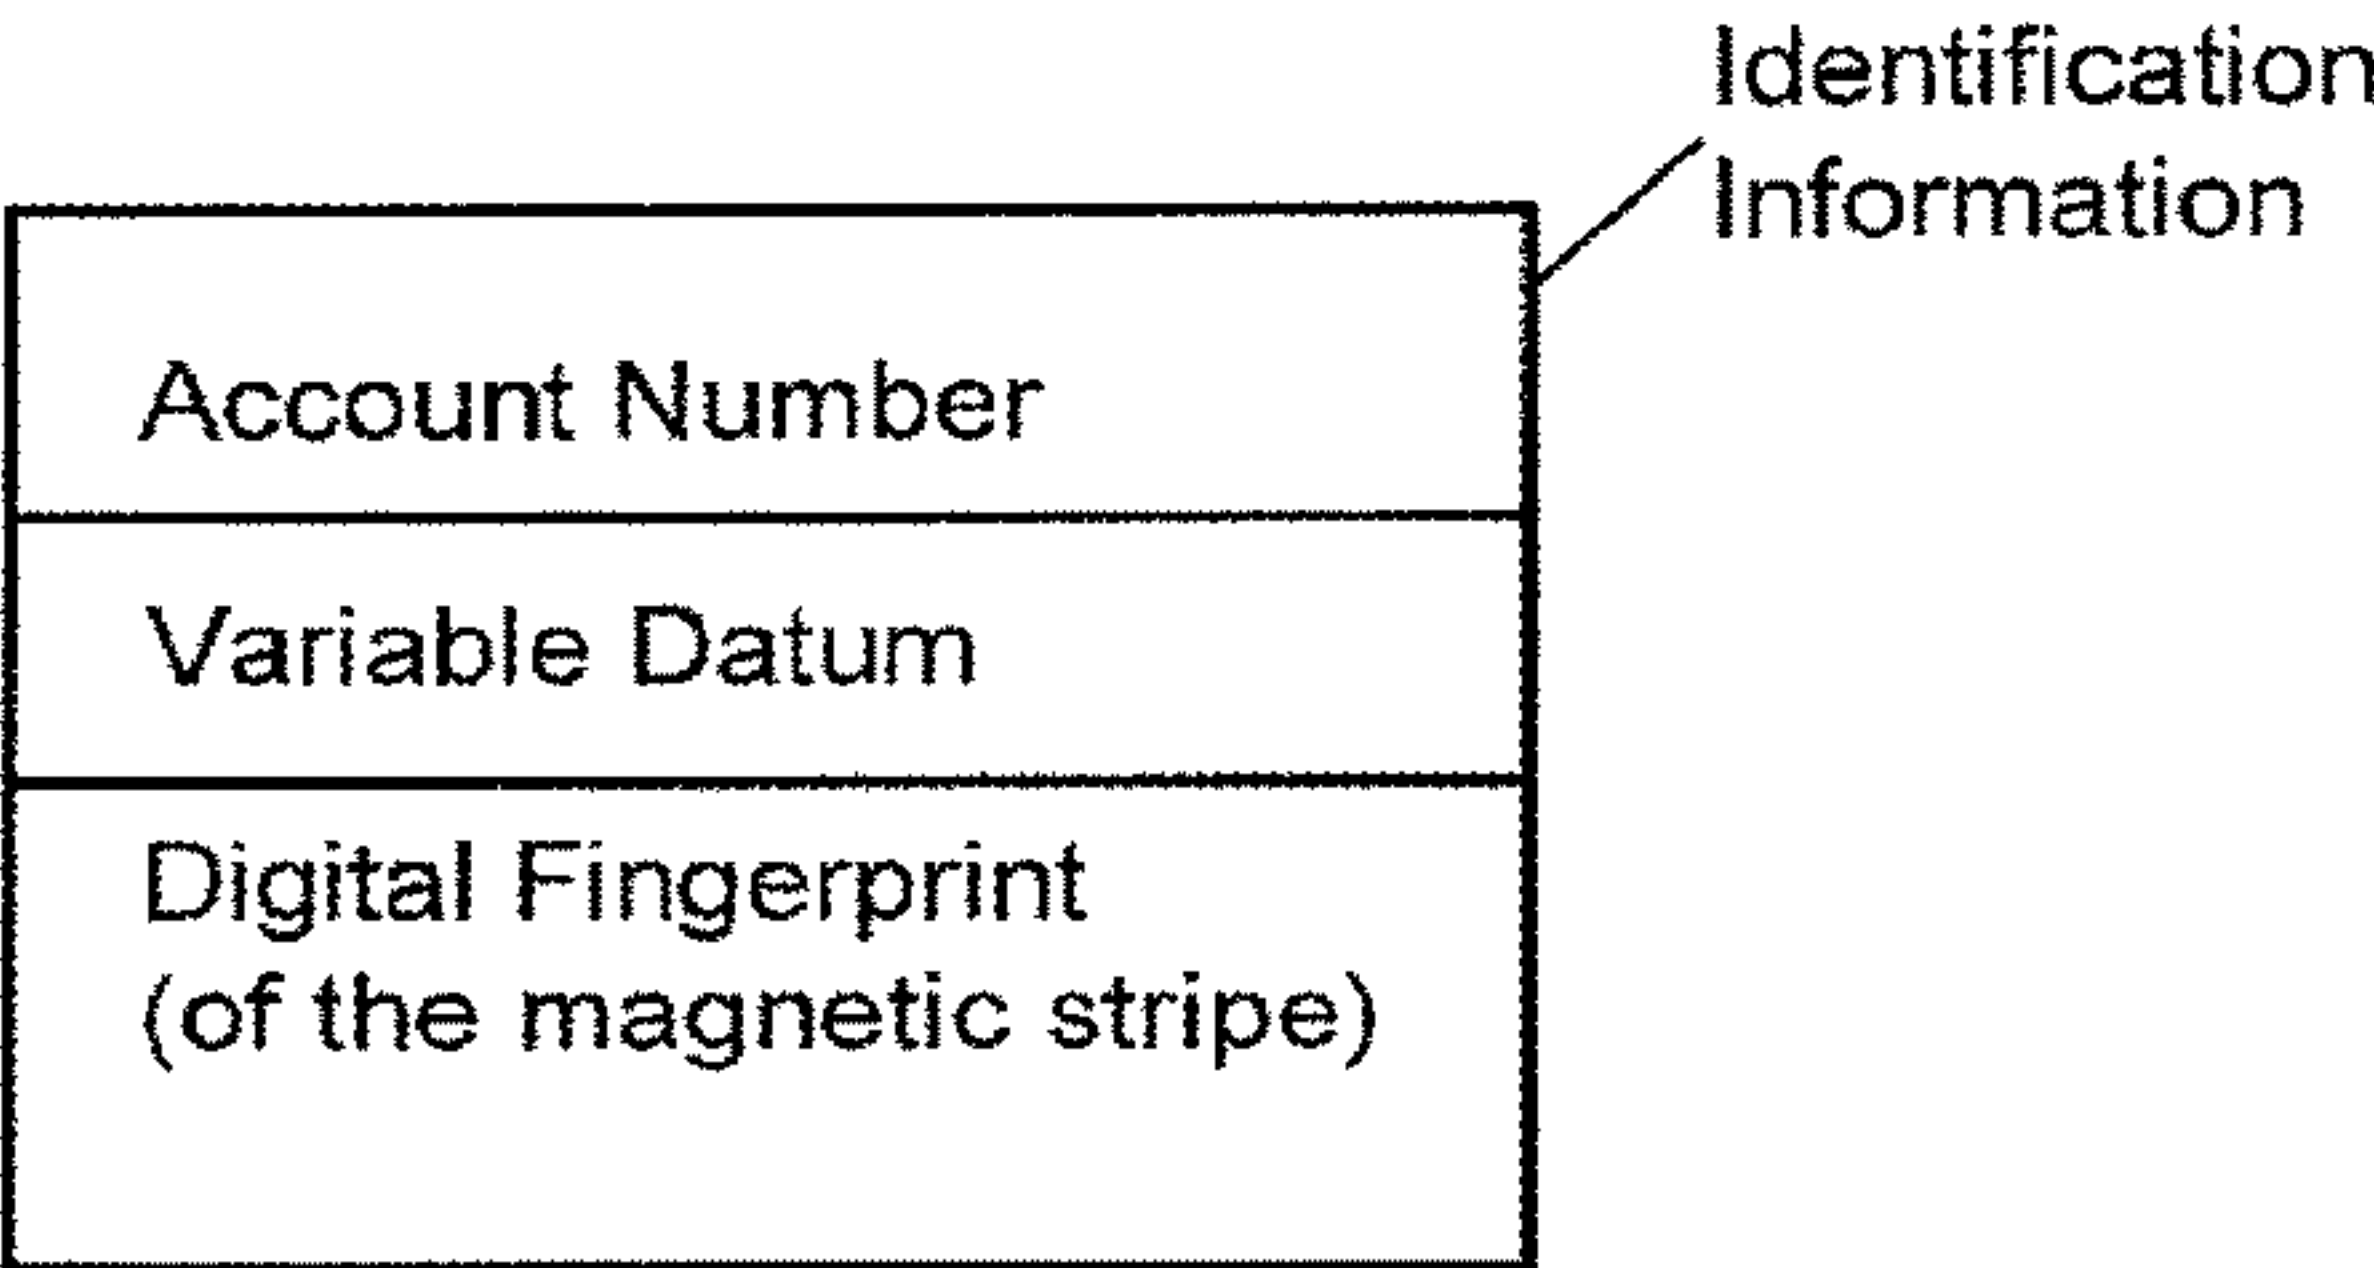 Identification
Information
Account Number
Variable Datum
Digital Fingerprint
(of the magnetic stripe)